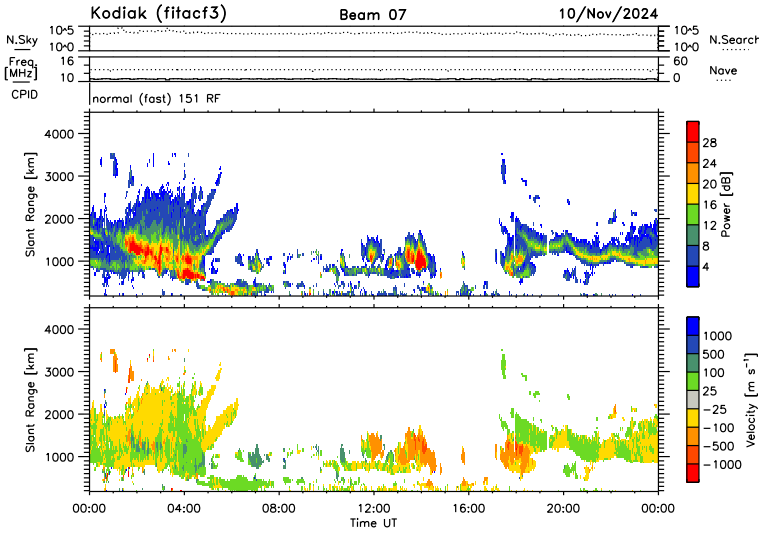 Kodiak (fitacf3) Beam 07 10/Nov/2024
N.Sky 10^5 10^0 10^5 10^0 N.Search
Freq. [MHz] 16 10 60 0 Nave
CPID normal (fast) 151 RF
Slant Range [km]
4000
3000
2000
1000
28
24
20
16
12
8
4
Power [dB]
Slant Range [km]
4000
3000
2000
1000
1000
500
100
25
−25
−100
−500
−1000
Velocity [m s⁻¹]
00:00 04:00 08:00 12:00 16:00 20:00 00:00
Time UT